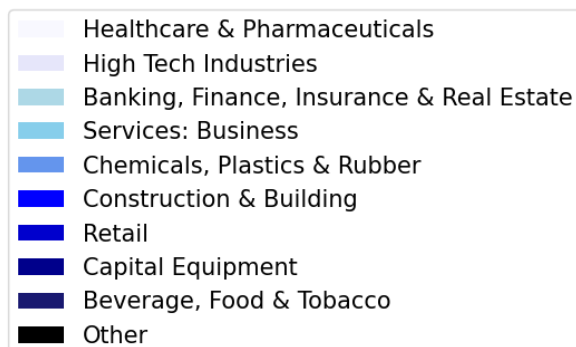 Healthcare & Pharmaceuticals
High Tech Industries
Banking, Finance, Insurance & Real Estate
Services: Business
Chemicals, Plastics & Rubber
Construction & Building
Retail
Capital Equipment
Beverage, Food & Tobacco
Other